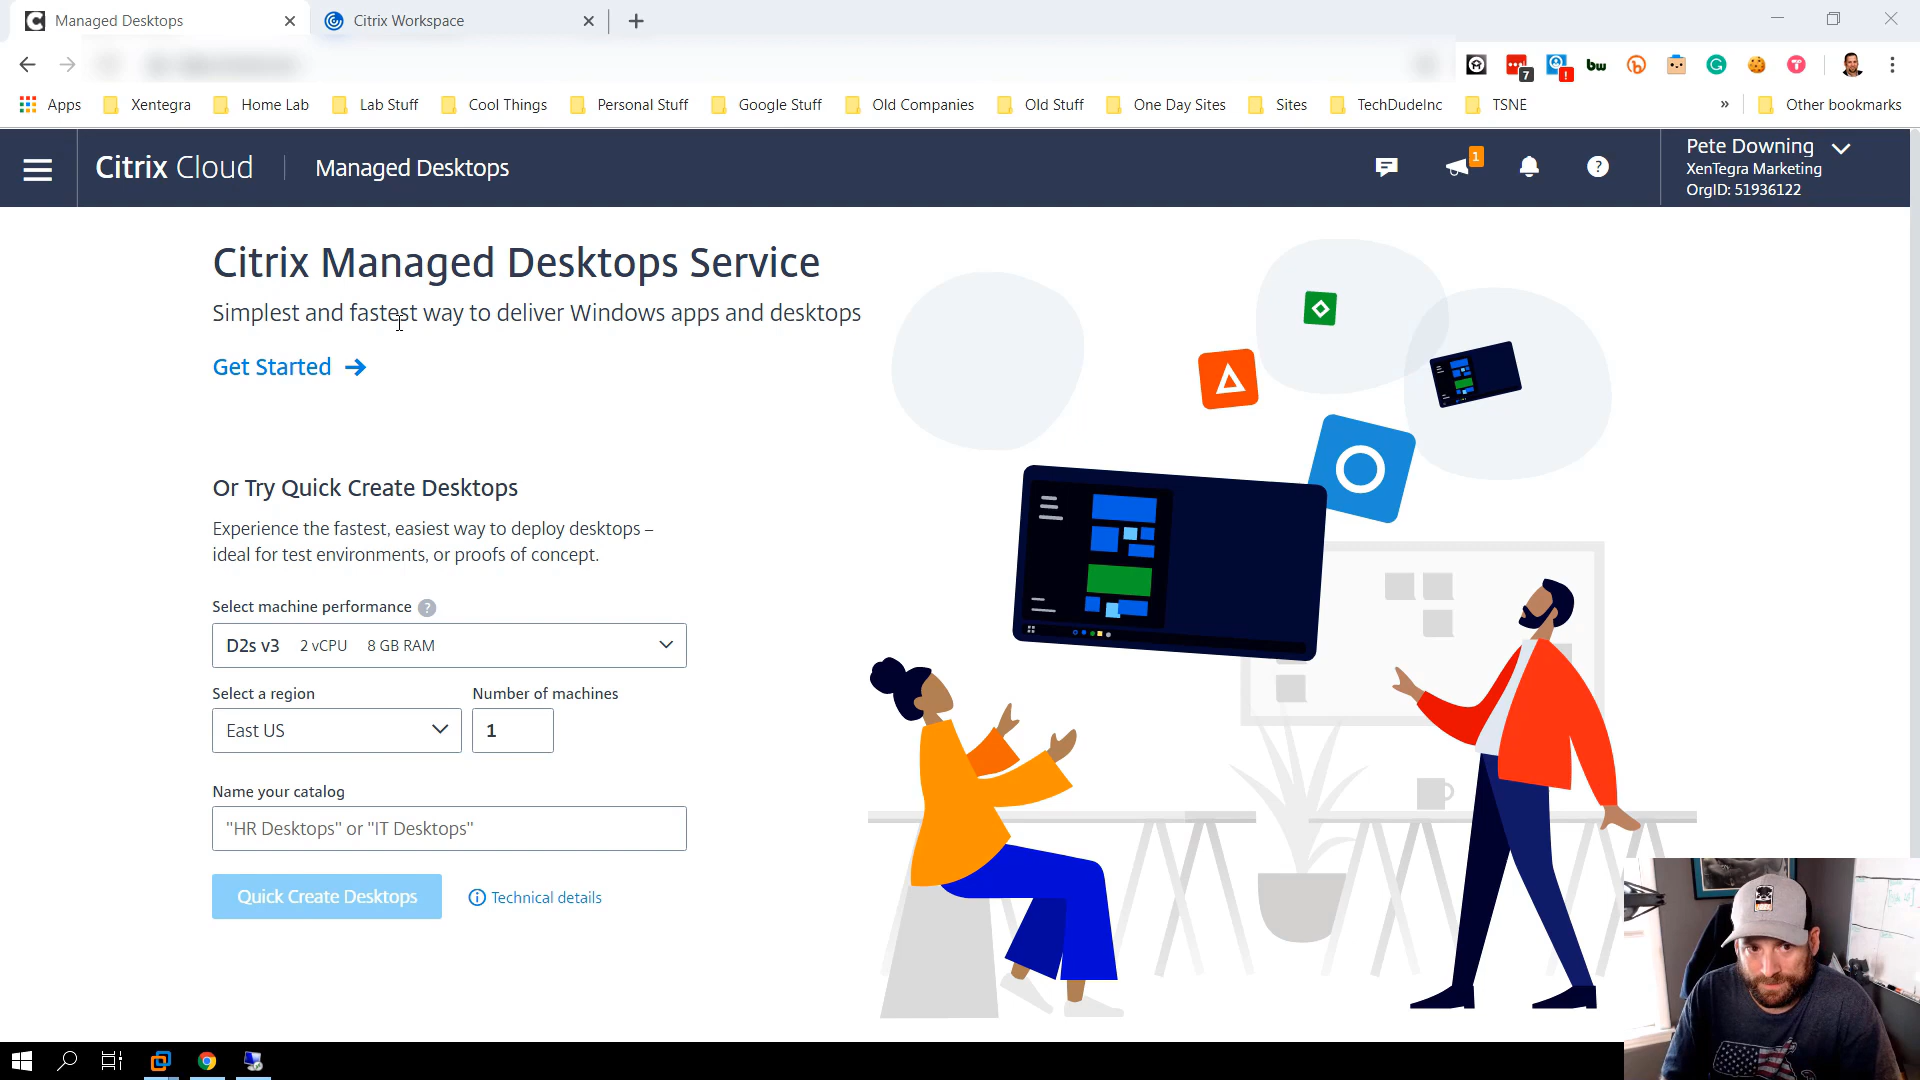 Managed Desktops
Citrix Workspace
7
!
bw
Apps
Xentegra
Home Lab
Lab Stuff
Cool Things
Personal Stuff
Google Stuff
Old Companies
Old Stuff
One Day Sites
Sites
TechDudeInc
TSNE
»
Other bookmarks
Citrix Cloud
Managed Desktops
1
?
Pete Downing
XenTegra Marketing
OrgID: 51936122
Citrix Managed Desktops Service
Simplest and fastest way to deliver Windows apps and desktops
Get Started
Or Try Quick Create Desktops
Experience the fastest, easiest way to deploy desktops –
ideal for test environments, or proofs of concept.
Select machine performance ?
D2s v3 2 vCPU 8 GB RAM
Select a region
Number of machines
East US
1
Name your catalog
"HR Desktops" or "IT Desktops"
Quick Create Desktops
Technical details